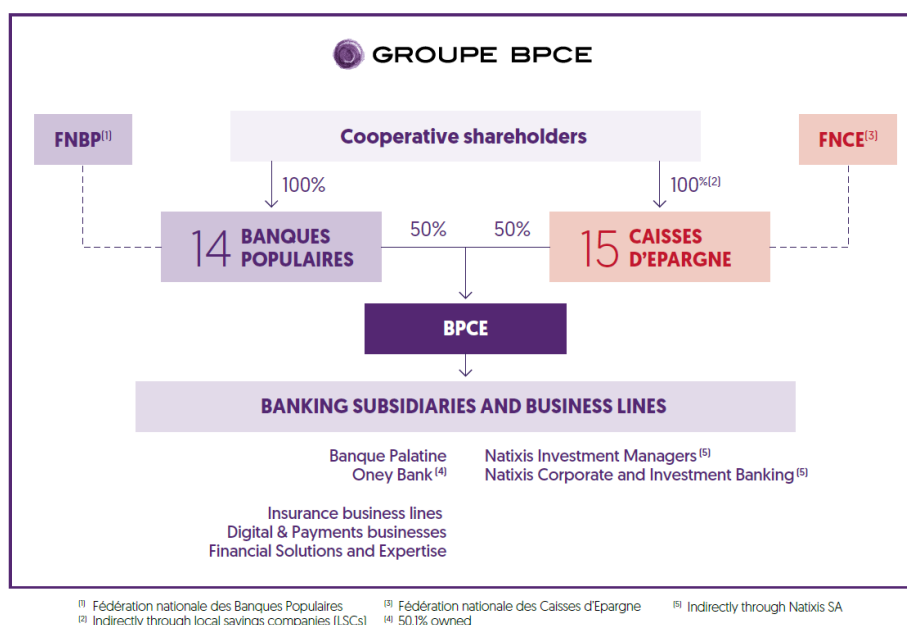 GROUPE BPCE
FNBP(1)
Cooperative shareholders
FNCE(3)
100%
100%(2)
14 BANQUES POPULAIRES
50%
50%
15 CAISSES D'EPARGNE
BPCE
BANKING SUBSIDIARIES AND BUSINESS LINES
Banque Palatine
Oney Bank(4)
Natixis Investment Managers(5)
Natixis Corporate and Investment Banking(5)
Insurance business lines
Digital & Payments businesses
Financial Solutions and Expertise
(1) Fédération nationale des Banques Populaires
(2) Indirectly through local savings companies (LSCs)
(3) Fédération nationale des Caisses d'Epargne
(4) 50.1% owned
(5) Indirectly through Natixis SA